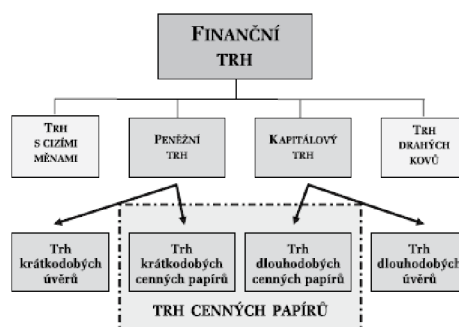 FINANČNÍ
TRH
TRH
S CIZÍMI
MĚNAMI
PENĚŽNÍ
TRH
KAPITÁLOVÝ
TRH
TRH
DRAHÝCH
KOVŮ
Trh
krátkodobých
úvěrů
Trh
krátkodobých
cenných papírů
Trh
dlouhodobých
cenných papírů
Trh
dlouhodobých
úvěrů
TRH CENNÝCH PAPÍRŮ